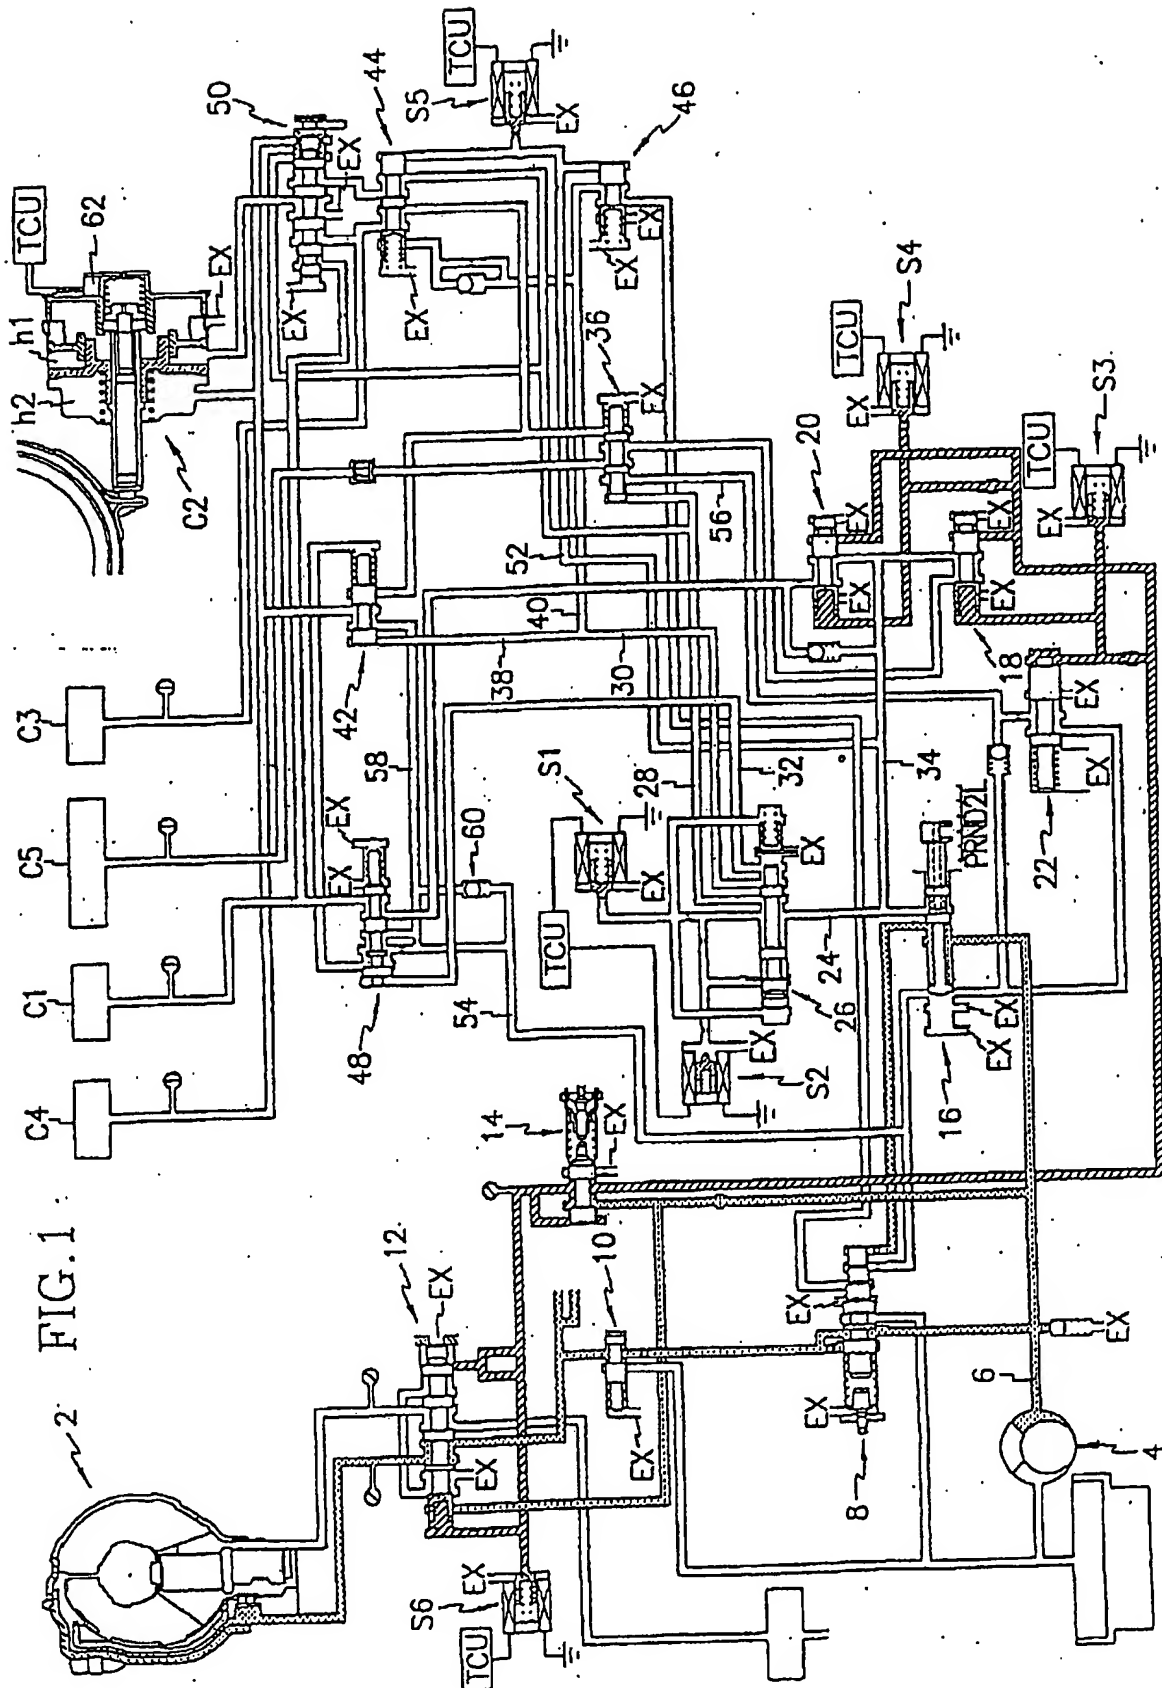 FIG.1
C4
C1
C5
C3
h2
h1
TCU
62
2
C2
EX
50
EX
EX
48
EX
EX
42
44
EX
12
EX
58
TCU
S5
S6
TCU
EX
EX
54
60
38
52
40
36
EX
46
EX
EX
14
EX
S1
TCU
EX
30
28
EX
10
EX
56
S2
EX
32
26
EX
20
EX
EX
S4
TCU
EX
8
EX
EX
24
34
16
EX
EX
PRND2L
18
EX
EX
6
EX
22
EX
EX
S3
TCU
EX
4